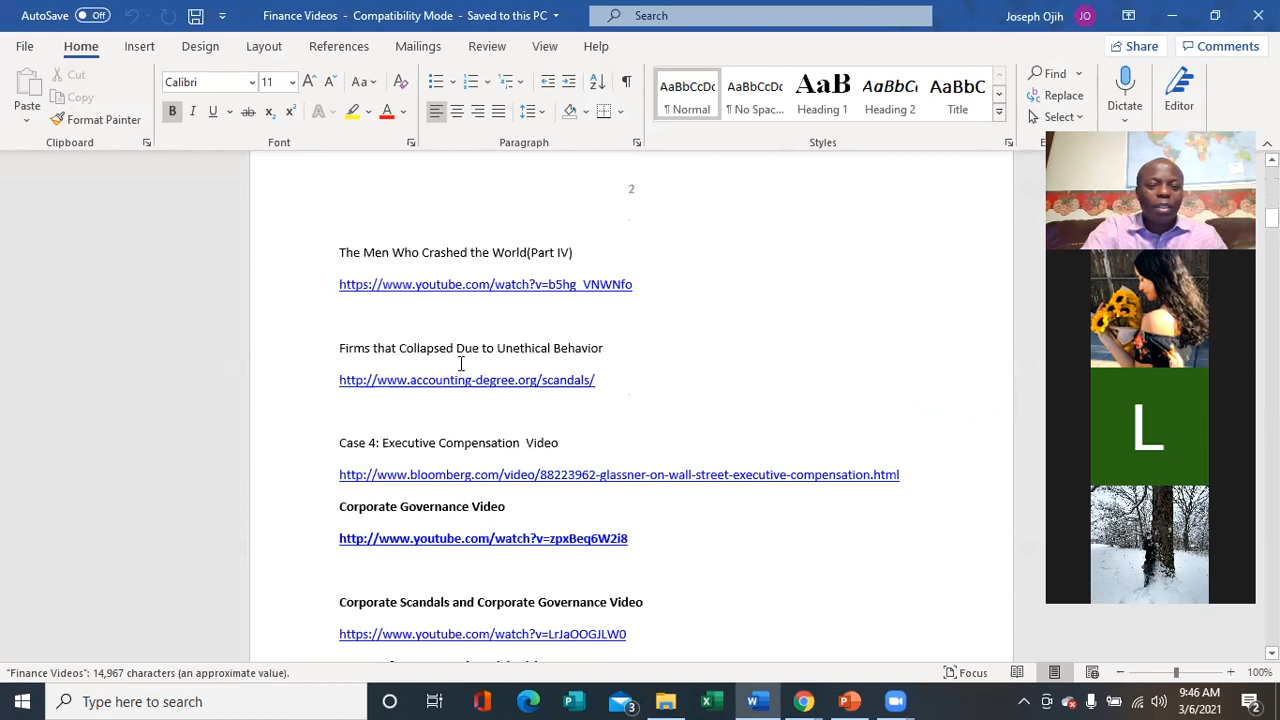 AutoSave Off Finance Videos - Saved to this PC Search Joseph Ojih JO
File Home Insert Design Layout References Mailings Review View Help Share Comments
Paste Cut Copy Format Painter
Calibri 11 Aa
B I U ab x₂ x² A A
AaBbCcDc AaBbCcDc AaB AaBbCc AaBbC
¶ Normal ¶ No Spac... Heading 1 Heading 2 Title
Find Replace Select Dictate Editor
Clipboard Font Paragraph Styles
2
The Men Who Crashed the World(Part IV)
https://www.youtube.com/watch?v=b5hg_VNWNfo
Firms that Collapsed Due to Unethical Behavior
http://www.accounting-degree.org/scandals/
Case 4: Executive Compensation Video
http://www.bloomberg.com/video/88223962-glassner-on-wall-street-executive-compensation.html
Corporate Governance Video
http://www.youtube.com/watch?v=zpxBeq6W2i8
Corporate Scandals and Corporate Governance Video
https://www.youtube.com/watch?v=LrJaOOGJLW0
L
"Finance Videos": 14,967 characters (an approximate value). Focus 100%
Type here to search 3 9:46 AM
3/6/2021 2